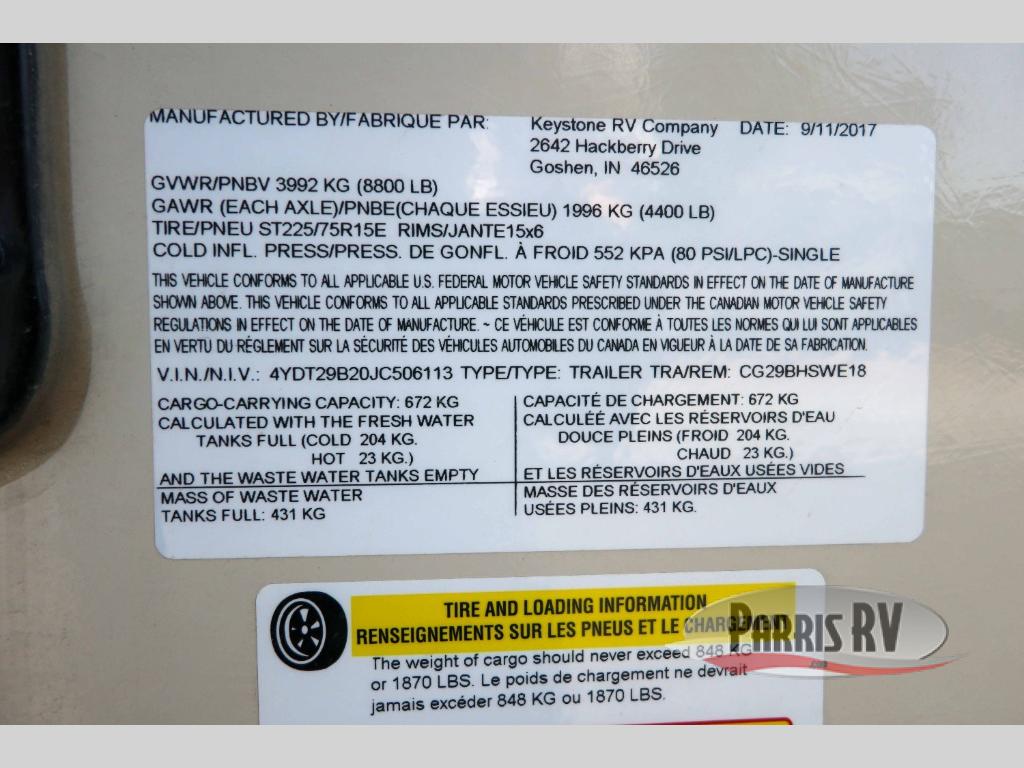 MANUFACTURED BY/FABRIQUE PAR: Keystone RV Company DATE: 9/11/2017
2642 Hackberry Drive
Goshen, IN 46526
GVWR/PNBV 3992 KG (8800 LB)
GAWR (EACH AXLE)/PNBE(CHAQUE ESSIEU) 1996 KG (4400 LB)
TIRE/PNEU ST225/75R15E RIMS/JANTE15x6
COLD INFL. PRESS/PRESS. DE GONFL. À FROID 552 KPA (80 PSI/LPC)-SINGLE
THIS VEHICLE CONFORMS TO ALL APPLICABLE U.S. FEDERAL MOTOR VEHICLE SAFETY STANDARDS IN EFFECT ON THE DATE OF MANUFACTURE
SHOWN ABOVE. THIS VEHICLE CONFORMS TO ALL APPLICABLE STANDARDS PRESCRIBED UNDER THE CANADIAN MOTOR VEHICLE SAFETY
REGULATIONS IN EFFECT ON THE DATE OF MANUFACTURE. ~ CE VÉHICULE EST CONFORME À TOUTES LES NORMES QUI LUI SONT APPLICABLES
EN VERTU DU RÉGLEMENT SUR LA SÉCURITÉ DES VÉHICULES AUTOMOBILES DU CANADA EN VIGUEUR À LA DATE DE SA FABRICATION.
V.I.N./N.I.V.: 4YDT29B20JC506113 TYPE/TYPE: TRAILER TRA/REM: CG29BHSWE18
CARGO-CARRYING CAPACITY: 672 KG
CALCULATED WITH THE FRESH WATER
TANKS FULL (COLD 204 KG.
HOT 23 KG.)
AND THE WASTE WATER TANKS EMPTY
MASS OF WASTE WATER
TANKS FULL: 431 KG
CAPACITÉ DE CHARGEMENT: 672 KG
CALCULÉE AVEC LES RÉSERVOIRS D'EAU
DOUCE PLEINS (FROID 204 KG.
CHAUD 23 KG.)
ET LES RÉSERVOIRS D'EAUX USÉES VIDES
MASSE DES RÉSERVOIRS D'EAUX
USÉES PLEINS: 431 KG.
TIRE AND LOADING INFORMATION
RENSEIGNEMENTS SUR LES PNEUS ET LE CHARGEMENT
The weight of cargo should never exceed 848 KG
or 1870 LBS. Le poids de chargement ne devrait
jamais excéder 848 KG ou 1870 LBS.
PARRIS RV
.com